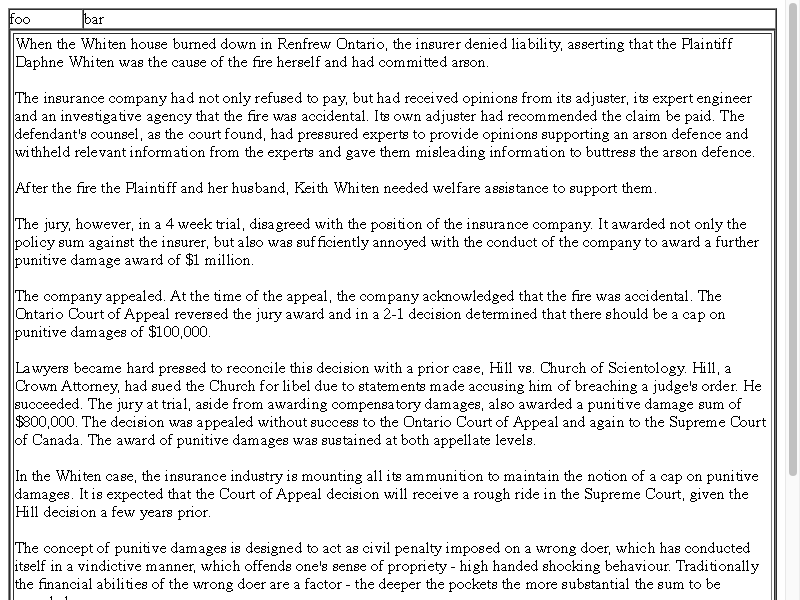 foo bar
When the Whiten house burned down in Renfrew Ontario, the insurer denied liability, asserting that the Plaintiff
Daphne Whiten was the cause of the fire herself and had committed arson.
The insurance company had not only refused to pay, but had received opinions from its adjuster, its expert engineer
and an investigative agency that the fire was accidental. Its own adjuster had recommended the claim be paid. The
defendant's counsel, as the court found, had pressured experts to provide opinions supporting an arson defence and
withheld relevant information from the experts and gave them misleading information to buttress the arson defence.
After the fire the Plaintiff and her husband, Keith Whiten needed welfare assistance to support them.
The jury, however, in a 4 week trial, disagreed with the position of the insurance company. It awarded not only the
policy sum against the insurer, but also was sufficiently annoyed with the conduct of the company to award a further
punitive damage award of $1 million.
The company appealed. At the time of the appeal, the company acknowledged that the fire was accidental. The
Ontario Court of Appeal reversed the jury award and in a 2-1 decision determined that there should be a cap on
punitive damages of $100,000.
Lawyers became hard pressed to reconcile this decision with a prior case, Hill vs. Church of Scientology. Hill, a
Crown Attorney, had sued the Church for libel due to statements made accusing him of breaching a judge's order. He
succeeded. The jury at trial, aside from awarding compensatory damages, also awarded a punitive damage sum of
$800,000. The decision was appealed without success to the Ontario Court of Appeal and again to the Supreme Court
of Canada. The award of punitive damages was sustained at both appellate levels.
In the Whiten case, the insurance industry is mounting all its ammunition to maintain the notion of a cap on punitive
damages. It is expected that the Court of Appeal decision will receive a rough ride in the Supreme Court, given the
Hill decision a few years prior.
The concept of punitive damages is designed to act as civil penalty imposed on a wrong doer, which has conducted
itself in a vindictive manner, which offends one's sense of propriety - high handed shocking behaviour. Traditionally
the financial abilities of the wrong doer are a factor - the deeper the pockets the more substantial the sum to be